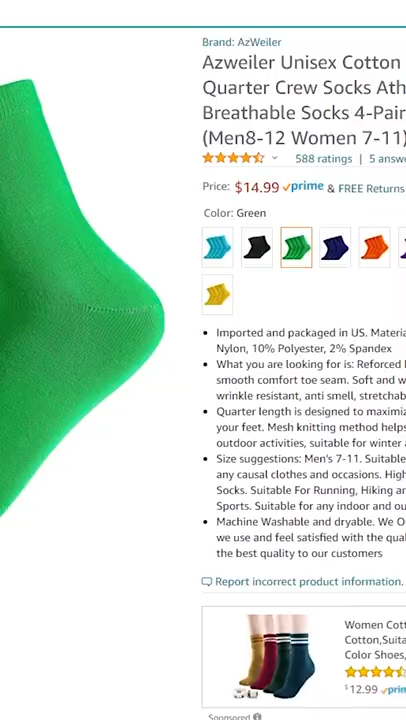 Brand: AzWeiler
Azweiler Unisex Cotton
Quarter Crew Socks Ath
Breathable Socks 4-Pair
(Men8-12 Women 7-11)
588 ratings | 5 answe
Price: $14.99 prime & FREE Returns
Color: Green
Imported and packaged in US. Materia
Nylon, 10% Polyester, 2% Spandex
What you are looking for is: Reforced
smooth comfort toe seam. Soft and w
wrinkle resistant, anti smell, stretchab
Quarter length is designed to maximiz
your feet. Mesh knitting method helps
outdoor activities, suitable for winter
Size suggestions: Men's 7-11. Suitable
any causal clothes and occasions. High
Socks. Suitable For Running, Hiking an
Sports. Suitable for any indoor and ou
Machine Washable and dryable. We O
we use and feel satisfied with the qual
the best quality to our customers
Report incorrect product information.
Women Cott
Cotton,Suita
Color Shoes,
$12.99 prim
Sponsored